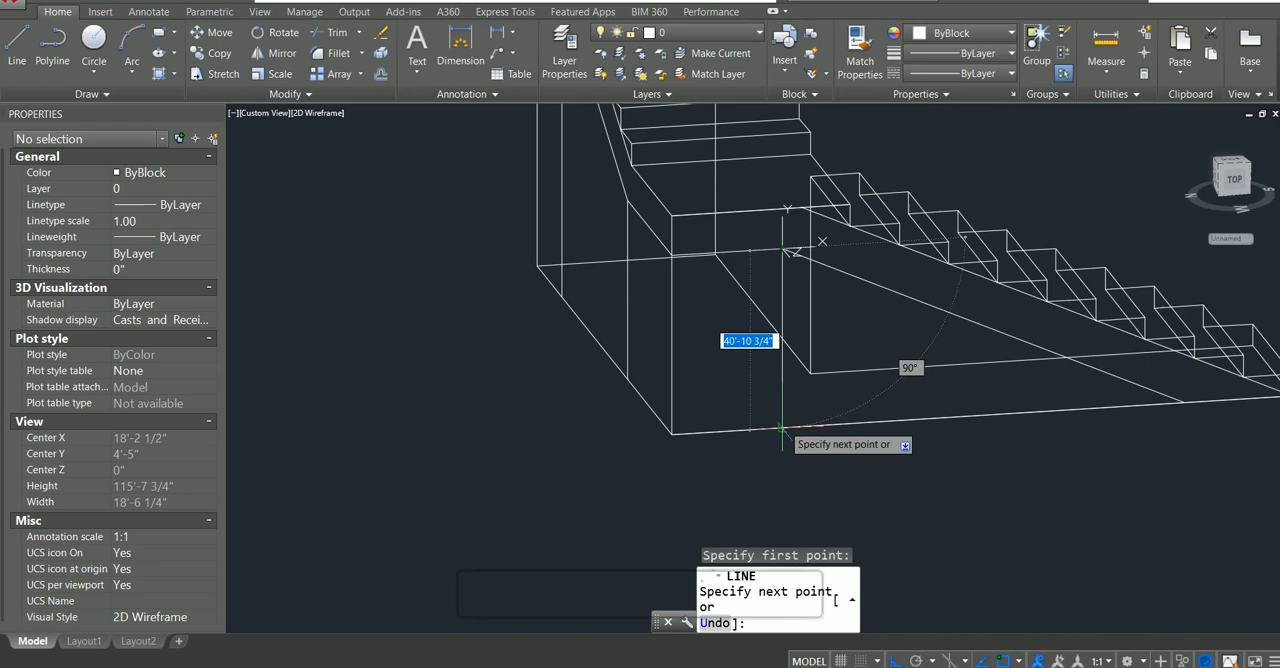 Home Insert Annotate Parametric View Manage Output Add-ins A360 Express Tools Featured Apps BIM 360 Performance
Line Polyline Circle Arc
Move Rotate Trim
Copy Mirror Fillet
Stretch Scale Array
Text Dimension Table
Layer Properties
0
Make Current
Match Layer
Insert
Match Properties
ByBlock
ByLayer
ByLayer
Group
Measure
Paste
Base
Draw Modify Annotation Layers Block Properties Groups Utilities Clipboard View
PROPERTIES
[−][Custom View][2D Wireframe]
No selection
General
Color ByBlock
Layer 0
Linetype ByLayer
Linetype scale 1.00
Lineweight ByLayer
Transparency ByLayer
Thickness 0"
3D Visualization
Material ByLayer
Shadow display Casts and Recei...
Plot style
Plot style ByColor
Plot style table None
Plot table attach... Model
Plot table type Not available
View
Center X 18'-2 1/2"
Center Y 4'-5"
Center Z 0"
Height 115'-7 3/4"
Width 18'-6 1/4"
Misc
Annotation scale 1:1
UCS icon On Yes
UCS icon at origin Yes
UCS per viewport Yes
UCS Name
Visual Style 2D Wireframe
TOP
S
W
Unnamed
Y
X
Z
40'-10 3/4"
90°
Specify next point or
Specify first point:
LINE
Specify next point
or [
Undo]:
Model Layout1 Layout2 +
MODEL 1:1